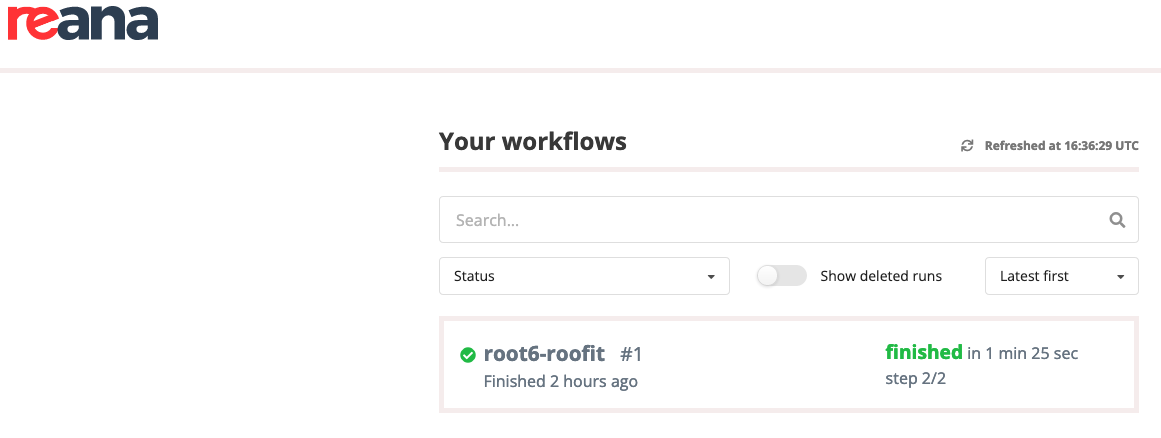 reana
Your workflows
Refreshed at 16:36:29 UTC
Search...
Status
Show deleted runs
Latest first
root6-roofit #1
finished in 1 min 25 sec
Finished 2 hours ago
step 2/2